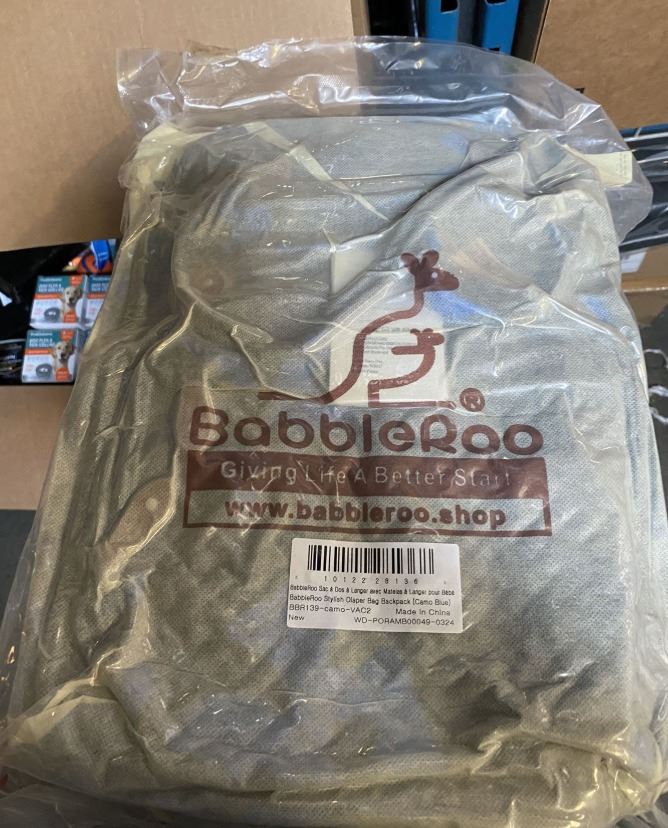 BabbleRoo®
Giving Life A Better Start
www.babbleroo.shop
10122 28136
BabbleRoo Sac à Dos à Langer avec Matelas à Langer pour Bébé
BabbleRoo Stylish Diaper Bag Backpack (Camo Blue)
BBR139-camo-VAC2 Made in China
New WD-PORAMB00049-0324